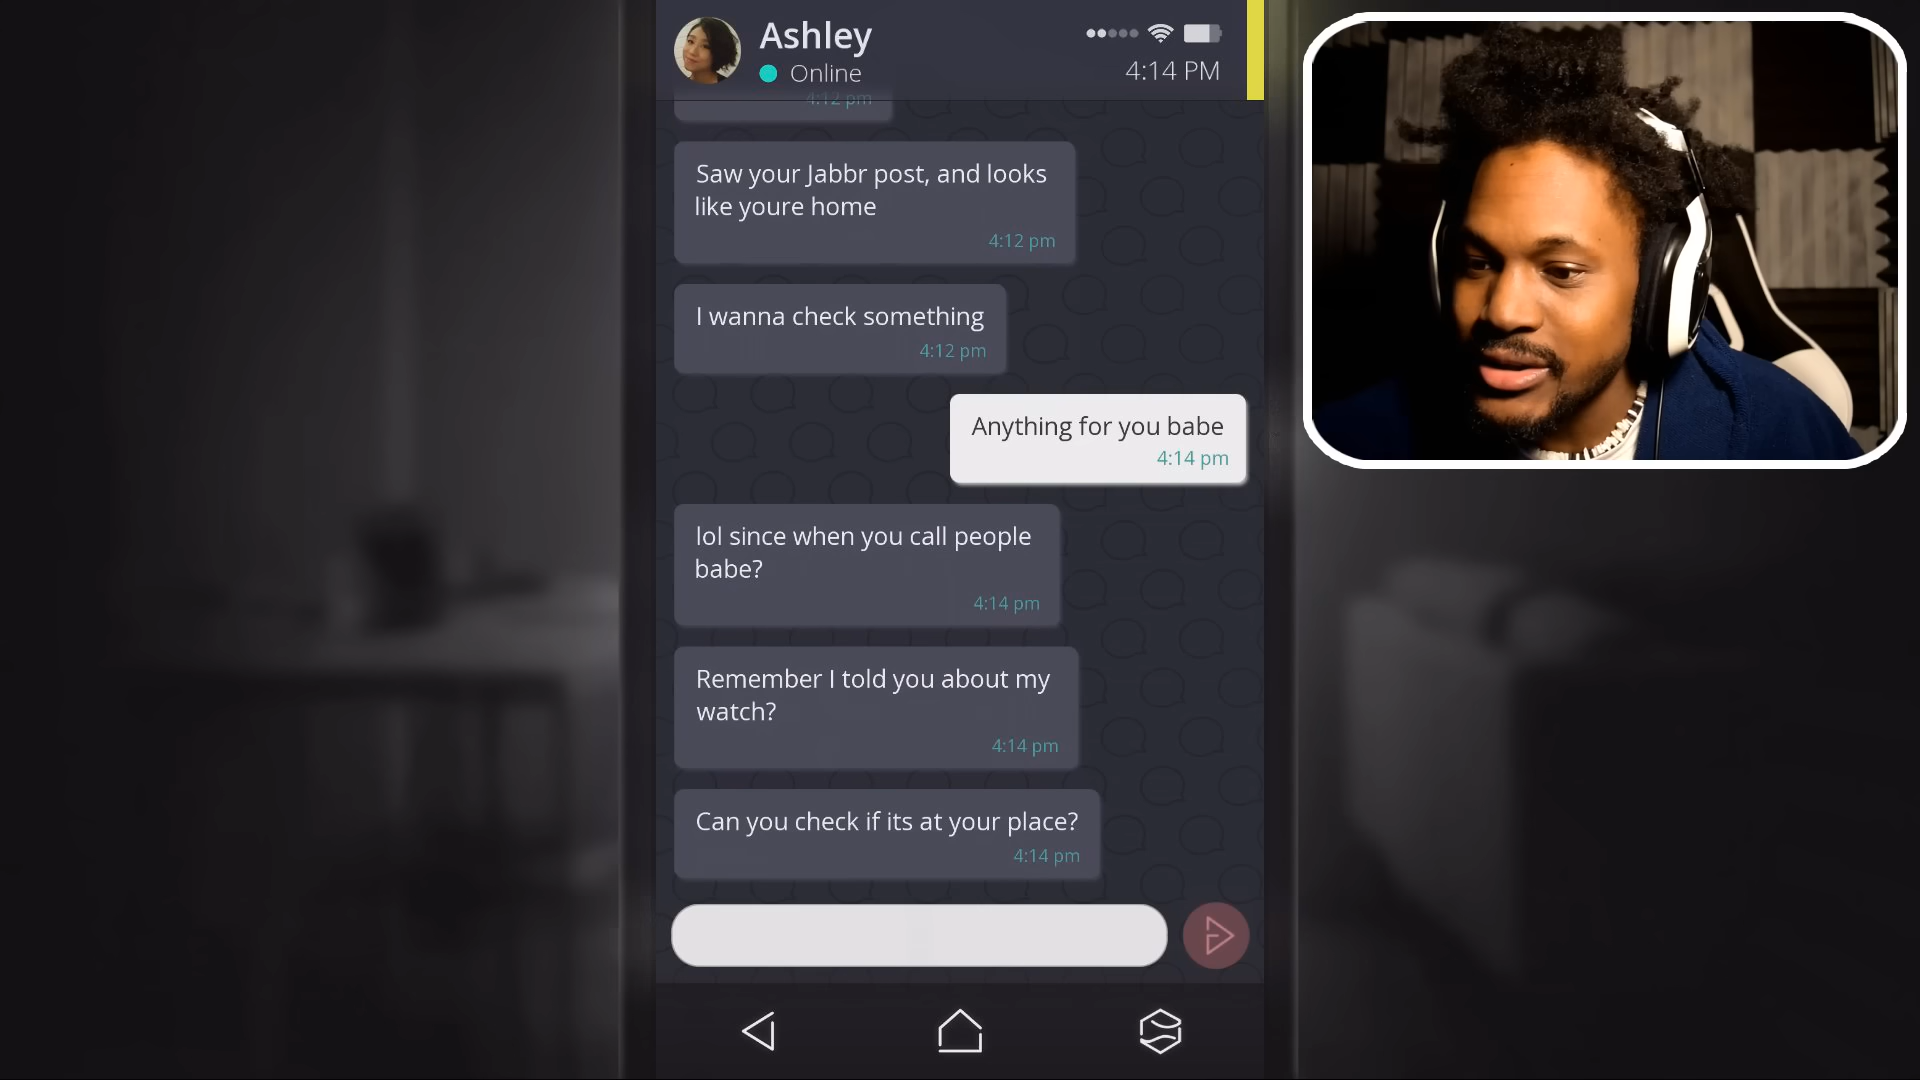 Ashley
Online
4:14 PM
4:12 pm
Saw your Jabbr post, and looks
like youre home
4:12 pm
I wanna check something
4:12 pm
Anything for you babe
4:14 pm
lol since when you call people
babe?
4:14 pm
Remember I told you about my
watch?
4:14 pm
Can you check if its at your place?
4:14 pm